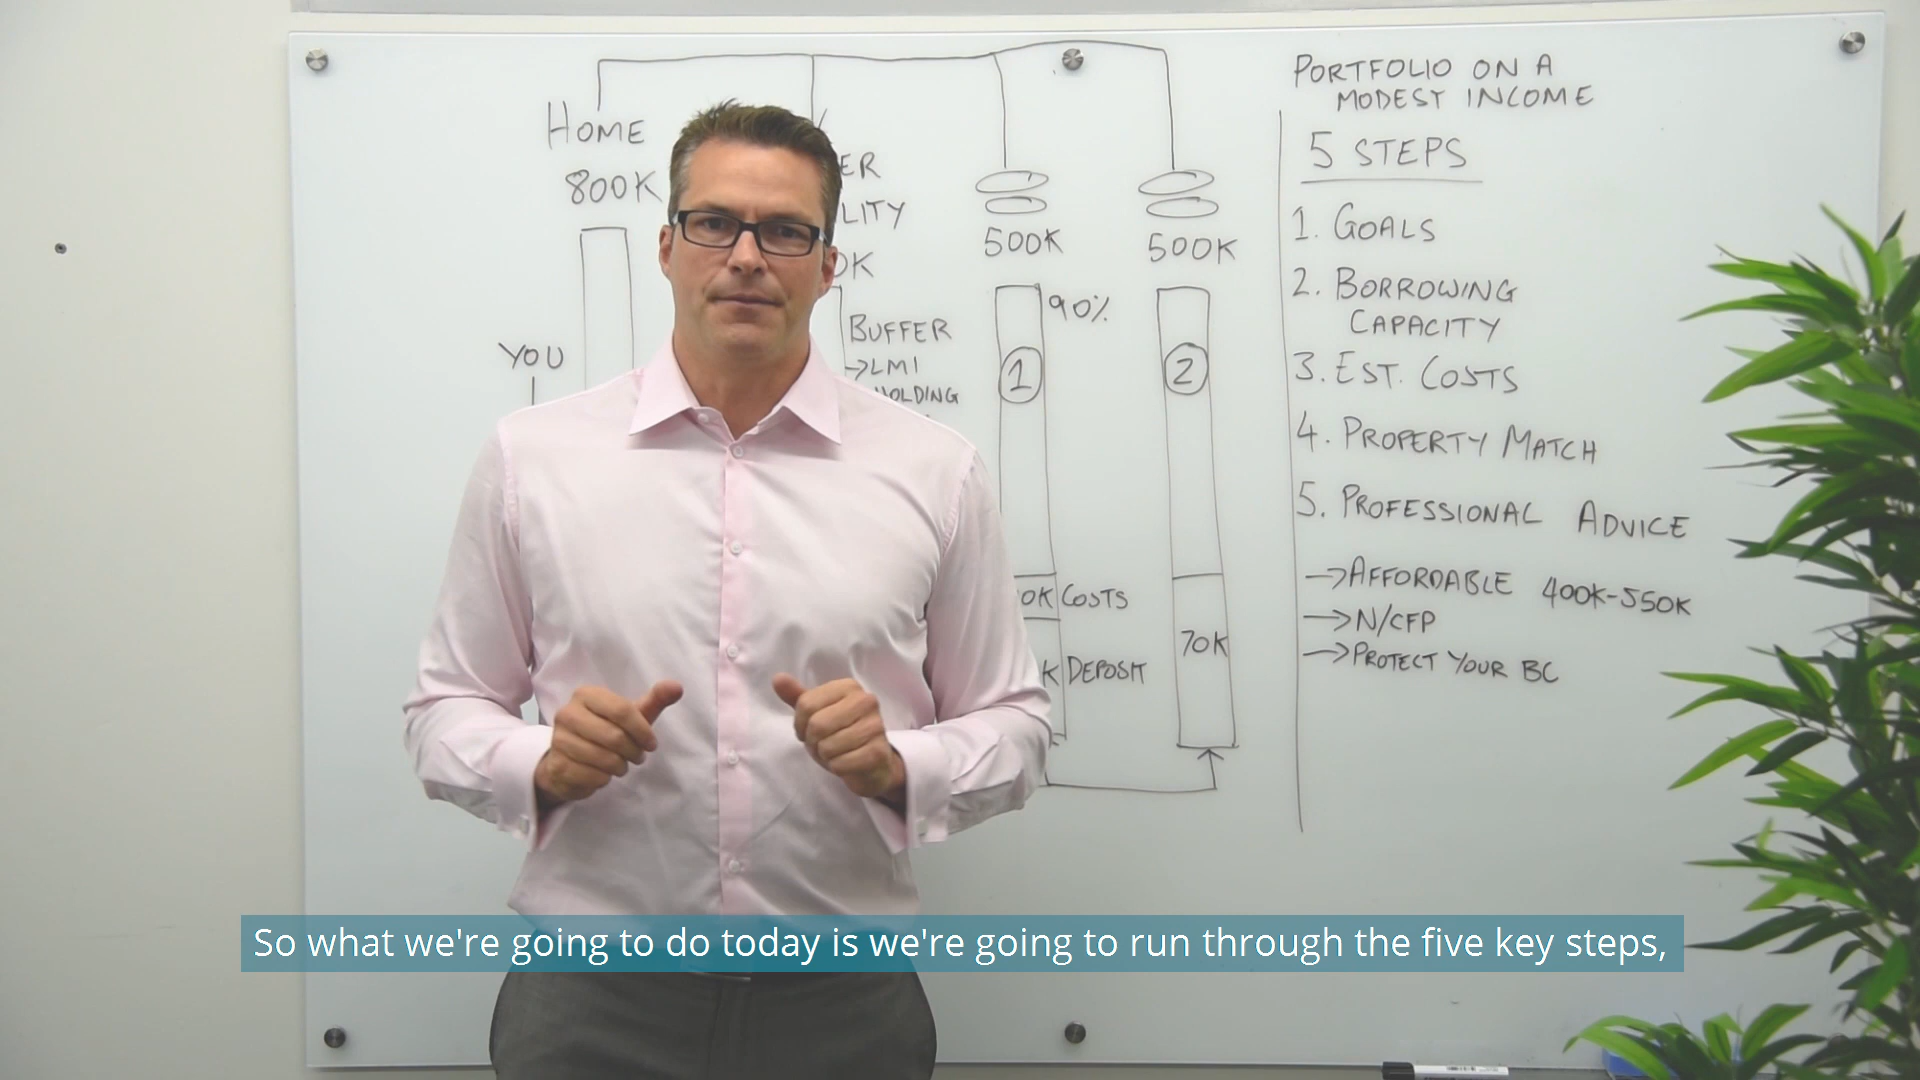 HOME
800K
YOU
BUFFER
→LMI
500K
90%
1
COSTS
DEPOSIT
500K
2
70K
PORTFOLIO ON A
MODEST INCOME
5 STEPS
1. GOALS
2. BORROWING
CAPACITY
3. EST. COSTS
4. PROPERTY MATCH
5. PROFESSIONAL ADVICE
→AFFORDABLE 400K-550K
→N/CFP
→PROTECT YOUR BC
So what we're going to do today is we're going to run through the five key steps,